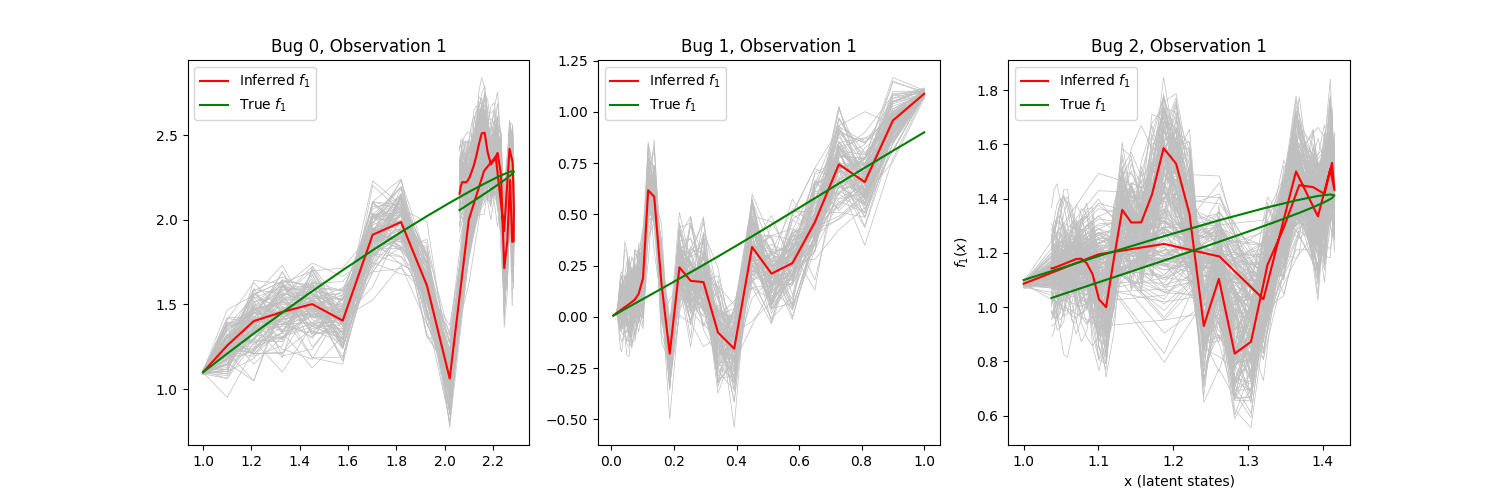 Bug 0, Observation 1
Inferred f₁
True f₁
2.5
2.0
1.5
1.0
1.0 1.2 1.4 1.6 1.8 2.0 2.2
Bug 1, Observation 1
Inferred f₁
True f₁
1.25
1.00
0.75
0.50
0.25
0.00
−0.25
−0.50
0.0 0.2 0.4 0.6 0.8 1.0
Bug 2, Observation 1
Inferred f₁
True f₁
f₁(x)
1.8
1.6
1.4
1.2
1.0
0.8
0.6
1.0 1.1 1.2 1.3 1.4
x (latent states)